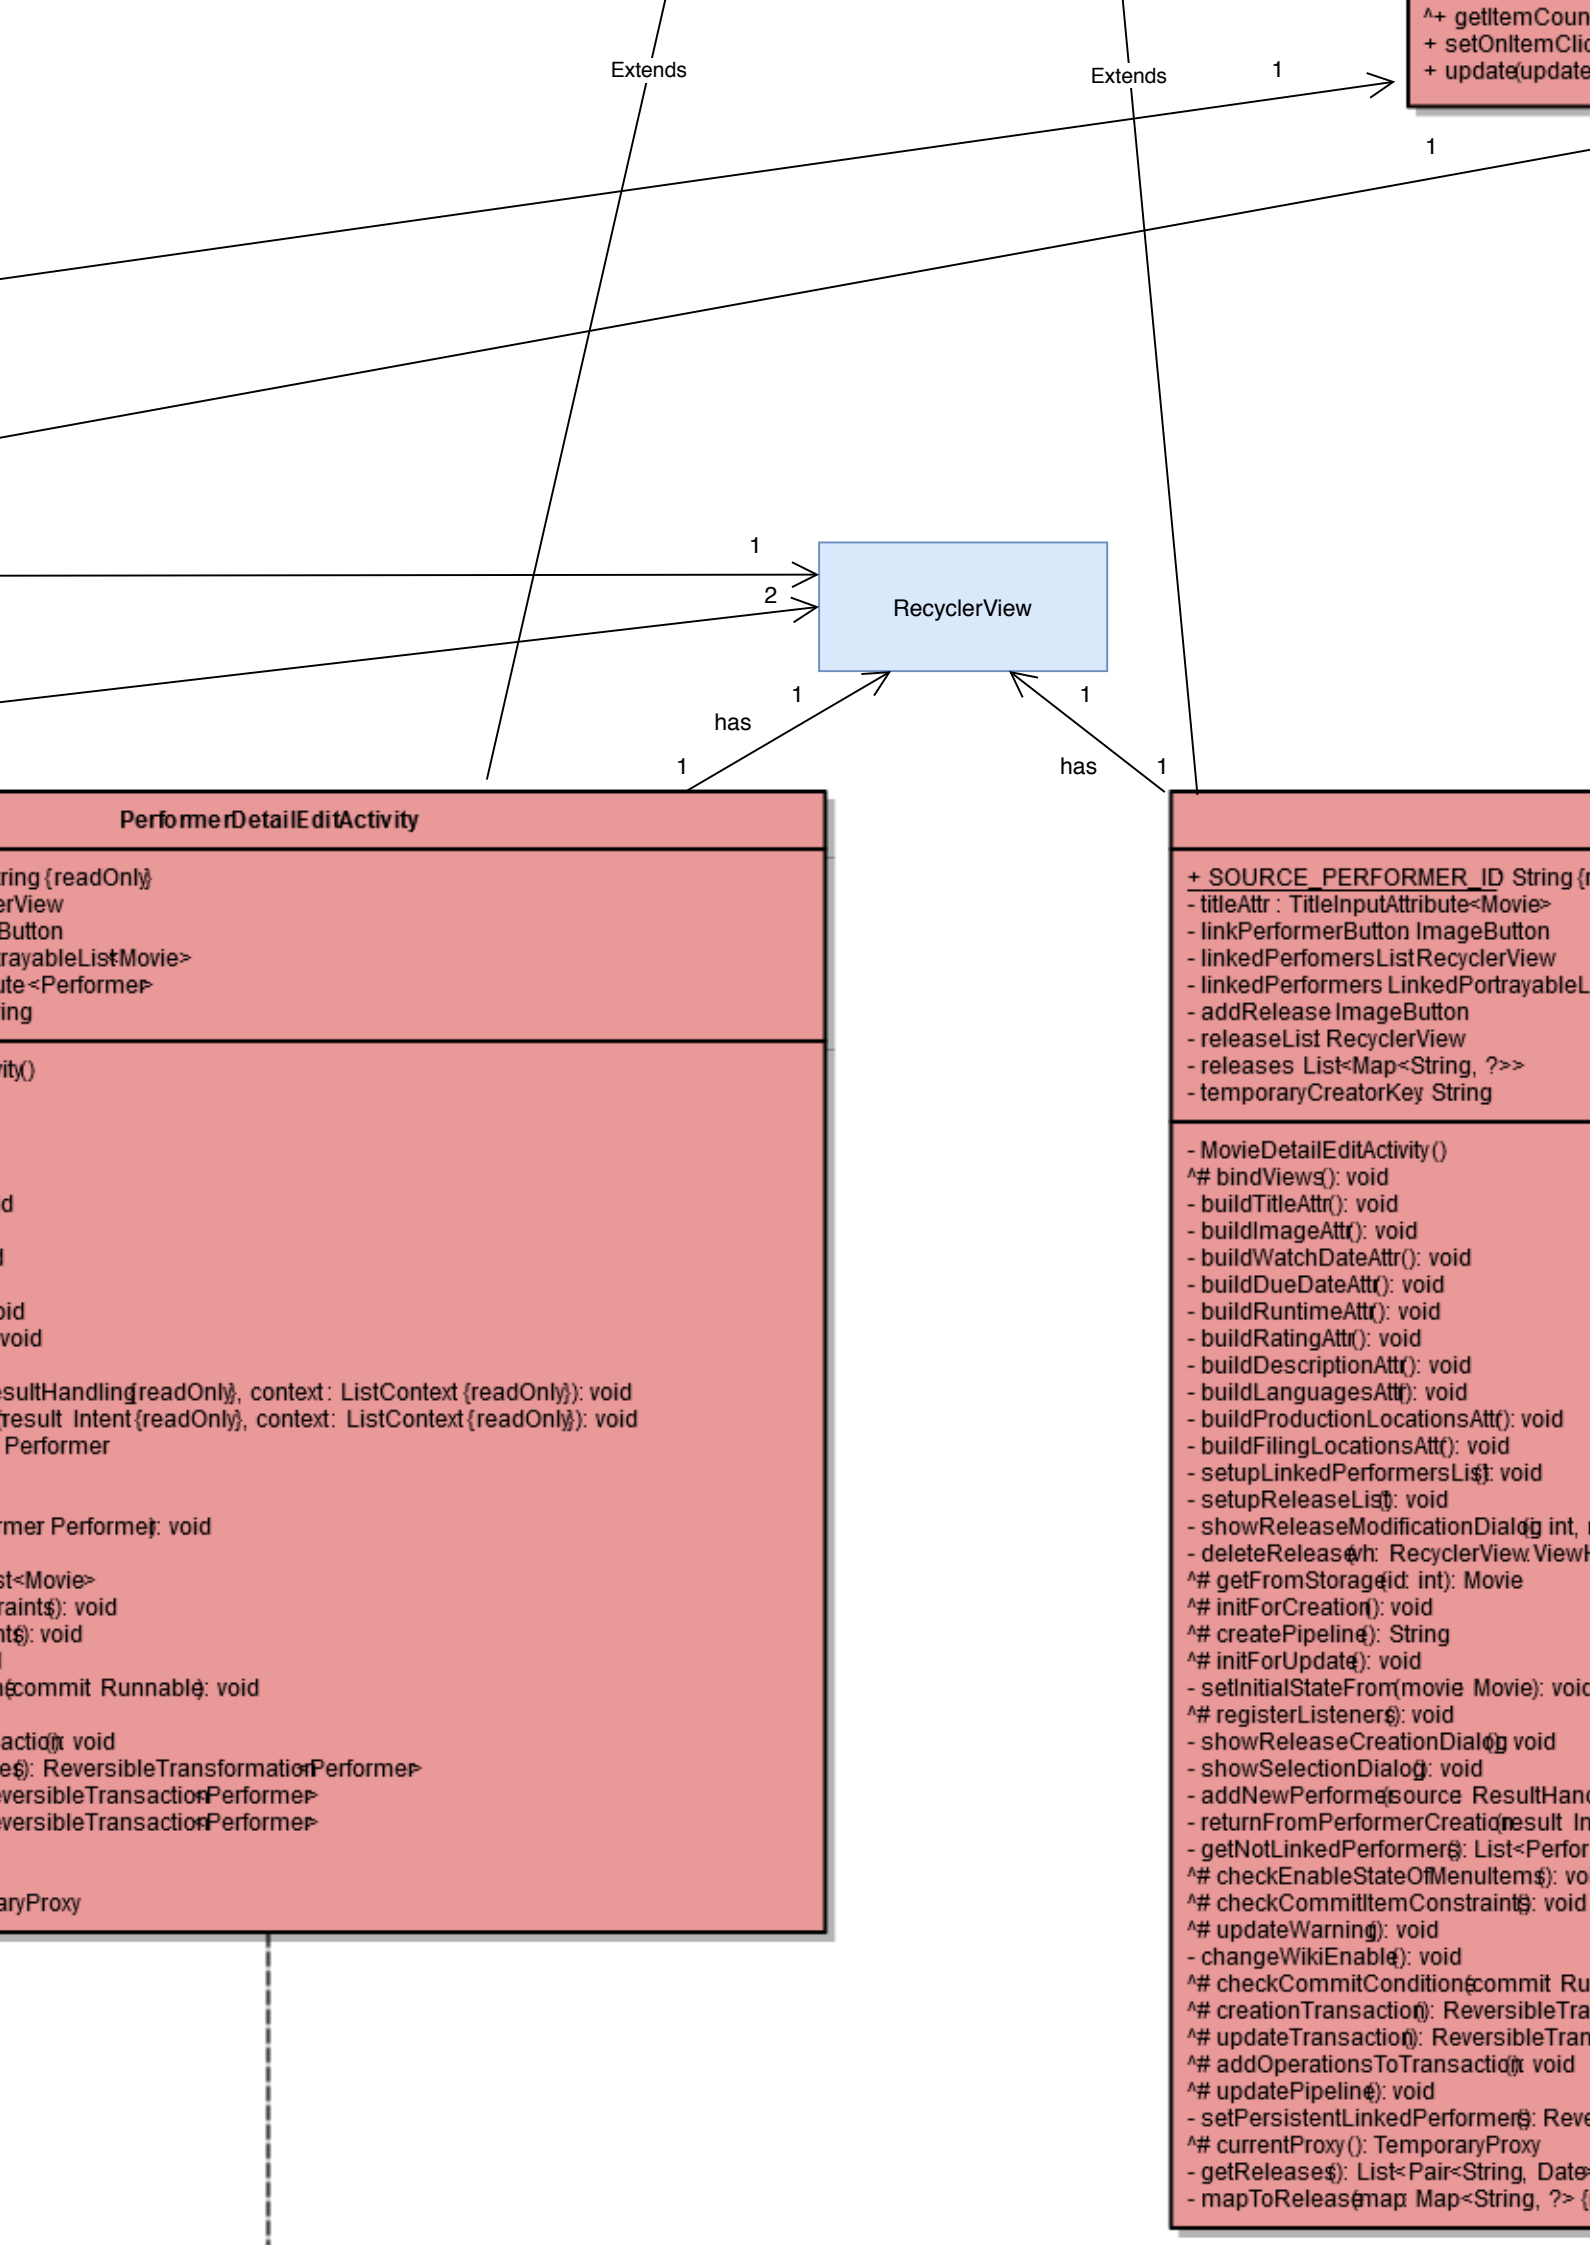 ^+ getItemCoun
+ setOnItemClic
+ update(update
Extends
Extends
1
1
1
2
RecyclerView
1
has
1
1
has
1
PerformerDetailEditActivity
tring {readOnly}
erView
Button
trayableList<Movie>
ute<Performer>
ring
vity()
d
d
oid
void
esultHandling {readOnly}, context: ListContext {readOnly}): void
(result Intent {readOnly}, context: ListContext {readOnly}): void
Performer
rmer Performer): void
st<Movie>
raints(): void
nts(): void
(commit Runnable): void
action(): void
es(): ReversibleTransformation<Performer>
eversibleTransaction<Performer>
eversibleTransaction<Performer>
aryProxy
+ SOURCE_PERFORMER_ID String {r
- titleAttr : TitleInputAttribute<Movie>
- linkPerformerButton ImageButton
- linkedPerfomersList RecyclerView
- linkedPerformers LinkedPortrayableL
- addRelease ImageButton
- releaseList RecyclerView
- releases List<Map<String, ?>>
- temporaryCreatorKey String
- MovieDetailEditActivity()
^# bindViews(): void
- buildTitleAttr(): void
- buildImageAttr(): void
- buildWatchDateAttr(): void
- buildDueDateAttr(): void
- buildRuntimeAttr(): void
- buildRatingAttr(): void
- buildDescriptionAttr(): void
- buildLanguagesAttr(): void
- buildProductionLocationsAttr(): void
- buildFilingLocationsAttr(): void
- setupLinkedPerformersList(): void
- setupReleaseList(): void
- showReleaseModificationDialog(i: int,
- deleteRelease(vh: RecyclerView.ViewH
^# getFromStorage(id: int): Movie
^# initForCreation(): void
^# createPipeline(): String
^# initForUpdate(): void
- setInitialStateFrom(movie: Movie): void
^# registerListeners(): void
- showReleaseCreationDialog(): void
- showSelectionDialog(): void
- addNewPerformer(source: ResultHand
- returnFromPerformerCreation(result In
- getNotLinkedPerformers(): List<Perfor
^# checkEnableStateOfMenuItems(): vo
^# checkCommitItemConstraints(): void
^# updateWarning(): void
- changeWikiEnable(): void
^# checkCommitConditions(commit Ru
^# creationTransaction(): ReversibleTra
^# updateTransaction(): ReversibleTran
^# addOperationsToTransaction(): void
^# updatePipeline(): void
- setPersistentLinkedPerformers(): Reve
^# currentProxy(): TemporaryProxy
- getReleases(): List<Pair<String, Date>
- mapToRelease(map: Map<String, ?> {